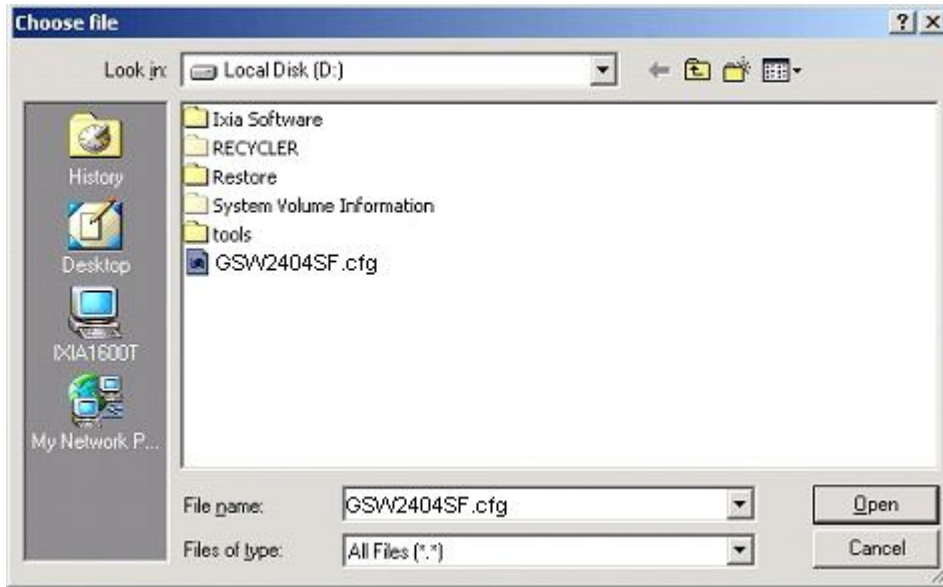 Choose file
Look in:
Local Disk (D:)
History
Desktop
IXIA1600T
My Network P...
Ixia Software
RECYCLER
Restore
System Volume Information
tools
GSW2404SF.cfg
File name:
GSW2404SF.cfg
Open
Files of type:
All Files (*.*)
Cancel